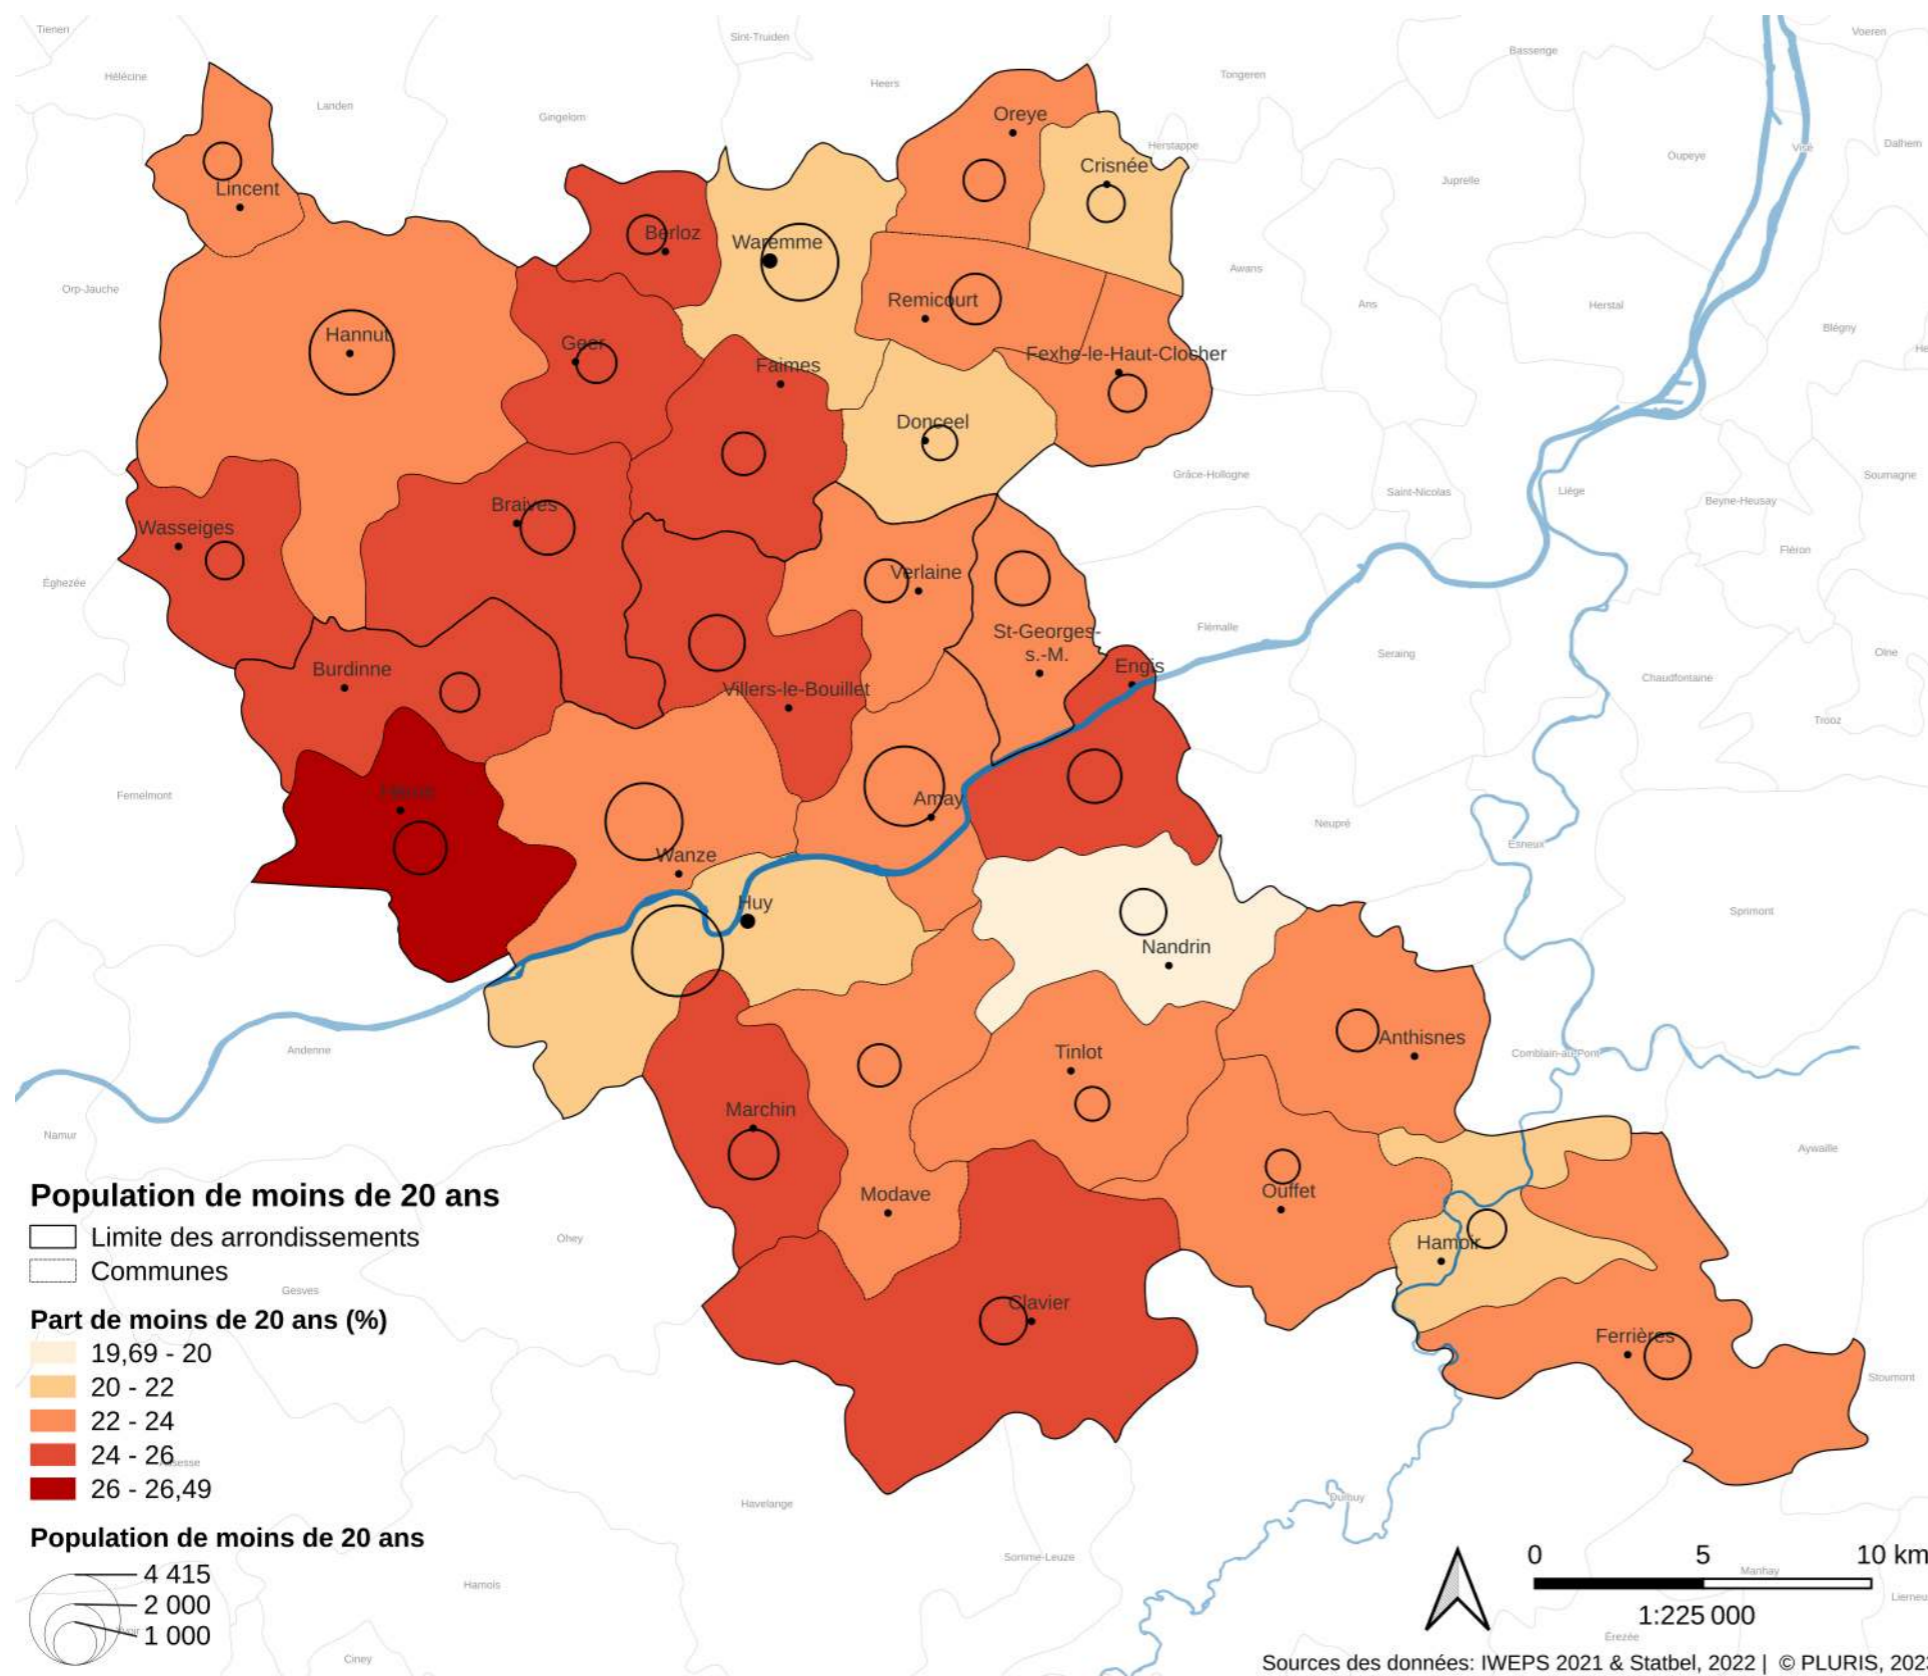 Tienen
Sint-Truiden
Bassenge
Voeren
Hélécine
Landen
Heers
Tongeren
Gingelom
Oreye
Herstappe
Crisnée
Oupeye
Visé
Dalhem
Juprelle
Lincent
Berloz
Waremme
Awans
Orp-Jauche
Remicourt
Ans
Herstal
Blégny
Hannut
Geer
Faimes
Fexhe-le-Haut-Clocher
Donceel
Grâce-Hollogne
Saint-Nicolas
Liège
Beyne-Heusay
Soumagne
Braives
Wasseiges
Fléron
Éghezée
Verlaine
St-Georges-
s.-M.
Flémalle
Engis
Seraing
Olne
Burdinne
Villers-le-Bouillet
Chaudfontaine
Trooz
Fernelmont
Amay
Neupré
Esneux
Wanze
Huy
Nandrin
Sprimont
Andenne
Tinlot
Anthisnes
Comblain-au-Pont
Marchin
Namur
Aywaille
Modave
Ouffet
Ohey
Hamoir
Gesves
Clavier
Ferrières
Stoumont
Havelange
Durbuy
Somme-Leuze
Hamois
Manhay
Lierneu
Érezée
Ciney
Population de moins de 20 ans
Limite des arrondissements
Communes
Part de moins de 20 ans (%)
19,69 - 20
20 - 22
22 - 24
24 - 26
26 - 26,49
Population de moins de 20 ans
4 415
2 000
1 000
0 5 10 km
1:225 000
Sources des données: IWEPS 2021 & Statbel, 2022 | © PLURIS, 202